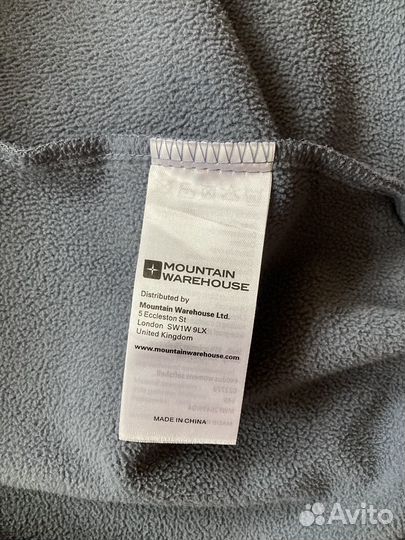 MOUNTAIN
WAREHOUSE
Distributed by
Mountain Warehouse Ltd.
5 Eccleston St
London SW1W 9LX
United Kingdom
www.mountainwarehouse.com
MADE IN CHINA
Avito